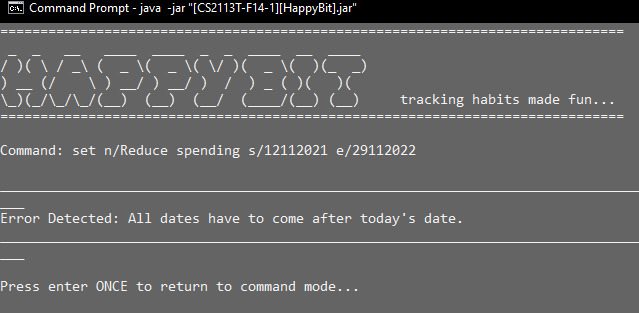 Command Prompt - java -jar "[CS2113T-F14-1][HappyBit].jar"
tracking habits made fun...
Command: set n/Reduce spending s/12112021 e/29112022
Error Detected: All dates have to come after today's date.
Press enter ONCE to return to command mode...